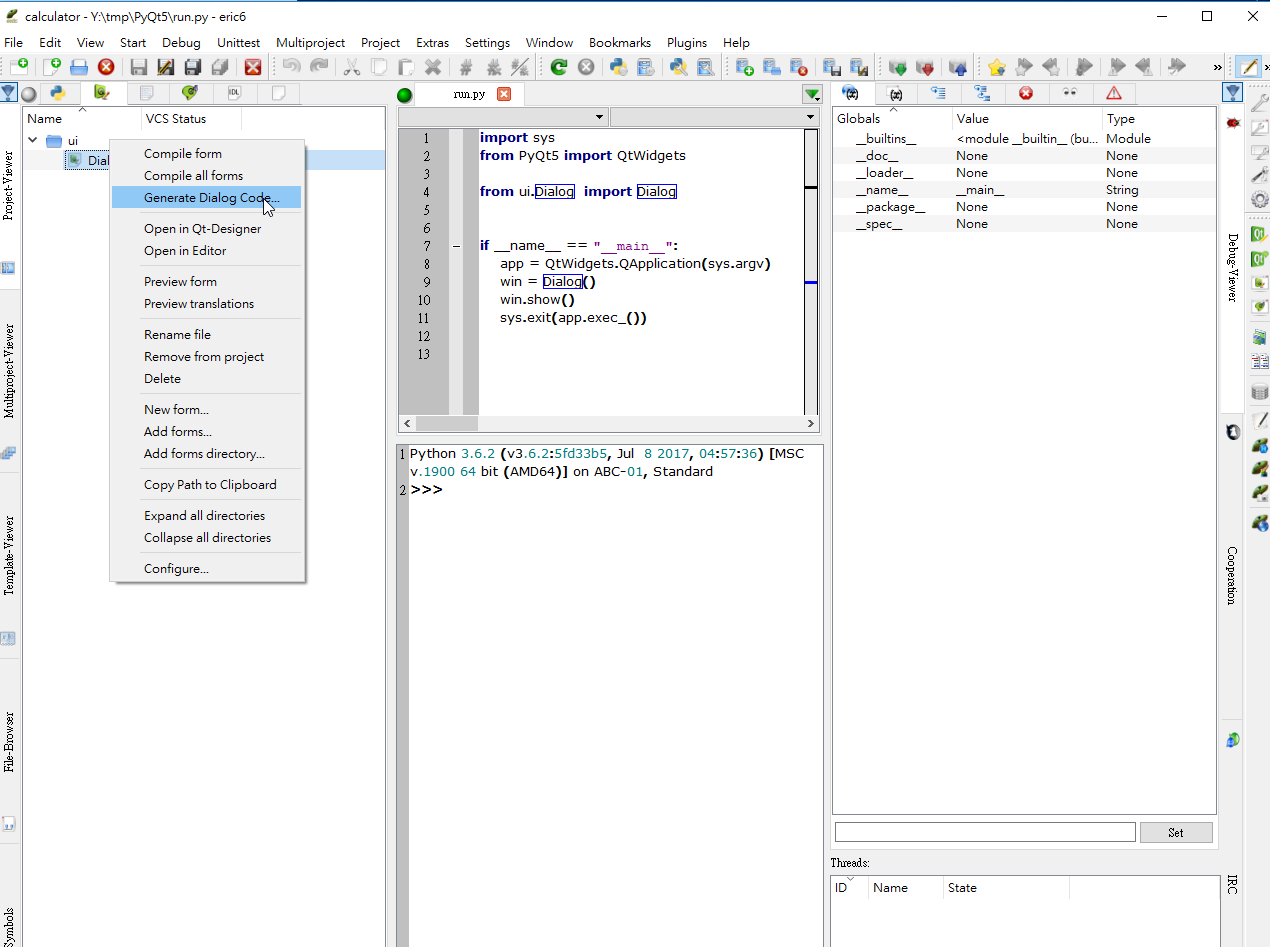 calculator - Y:\tmp\PyQt5\run.py - eric6
File Edit View Start Debug Unittest Multiproject Project Extras Settings Window Bookmarks Plugins Help
Project-Viewer
Multiproject-Viewer
Template-Viewer
File-Browser
Symbols
IDL
Name VCS Status
ui
Dial
Compile form
Compile all forms
Generate Dialog Code...
Open in Qt-Designer
Open in Editor
Preview form
Preview translations
Rename file
Remove from project
Delete
New form...
Add forms...
Add forms directory...
Copy Path to Clipboard
Expand all directories
Collapse all directories
Configure...
run.py
1 import sys
2 from PyQt5 import QtWidgets
3
4 from ui.Dialog import Dialog
5
6
7 if __name__ == "__main__":
8 app = QtWidgets.QApplication(sys.argv)
9 win = Dialog()
10 win.show()
11 sys.exit(app.exec_())
12
13
1 Python 3.6.2 (v3.6.2:5fd33b5, Jul 8 2017, 04:57:36) [MSC
v.1900 64 bit (AMD64)] on ABC-01, Standard
2 >>>
Globals Value Type
__builtins__ <module __builtin__ (bu... Module
__doc__ None None
__loader__ None None
__name__ __main__ String
__package__ None None
__spec__ None None
Set
Threads:
ID Name State
Debug-Viewer
Cooperation
IRC